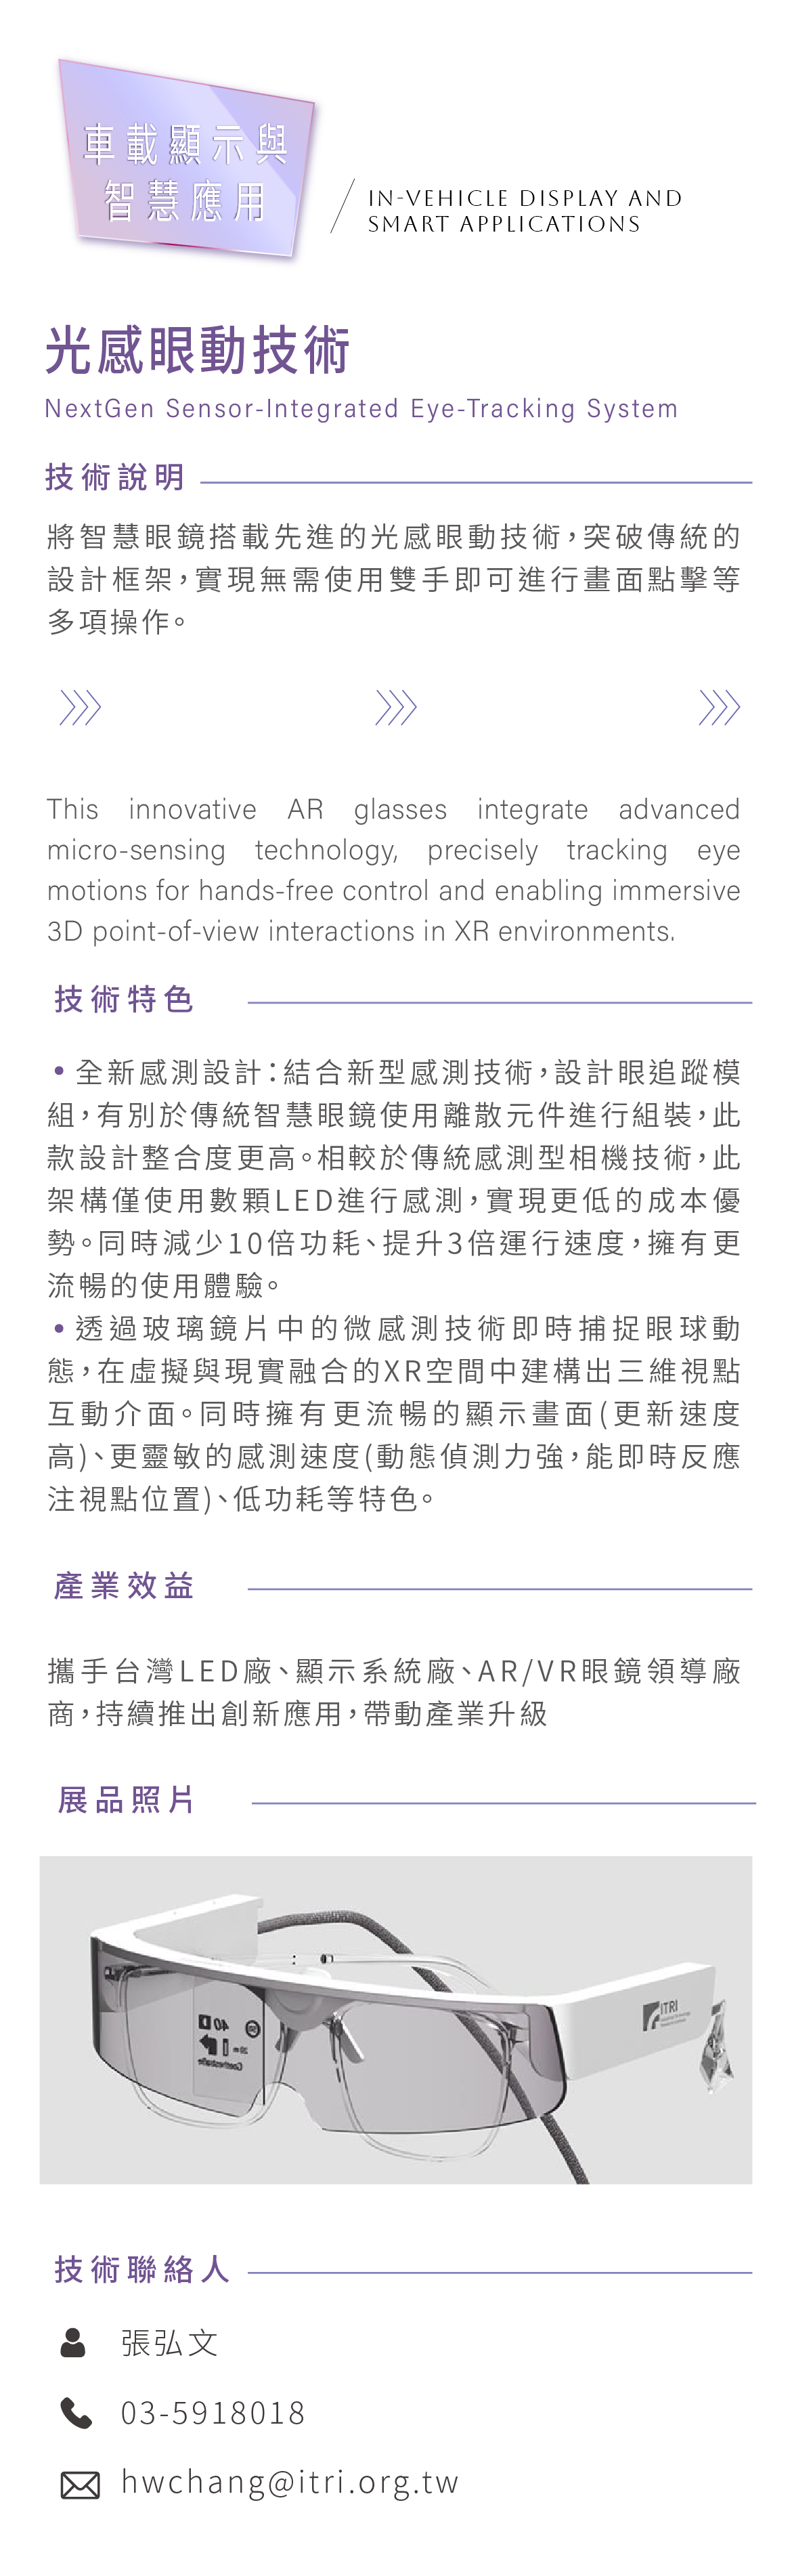 車載顯示與
智慧應用
IN-VEHICLE DISPLAY AND
SMART APPLICATIONS
光感眼動技術
NextGen Sensor-Integrated Eye-Tracking System
技術說明
將智慧眼鏡搭載先進的光感眼動技術，突破傳統的
設計框架，實現無需使用雙手即可進行畫面點擊等
多項操作。
This innovative AR glasses integrate advanced
micro-sensing technology, precisely tracking eye
motions for hands-free control and enabling immersive
3D point-of-view interactions in XR environments.
技術特色
•全新感測設計：結合新型感測技術，設計眼追蹤模
組，有別於傳統智慧眼鏡使用離散元件進行組裝，此
款設計整合度更高。相較於傳統感測型相機技術，此
架構僅使用數顆LED進行感測，實現更低的成本優
勢。同時減少10倍功耗、提升3倍運行速度，擁有更
流暢的使用體驗。
•透過玻璃鏡片中的微感測技術即時捕捉眼球動
態，在虛擬與現實融合的XR空間中建構出三維視點
互動介面。同時擁有更流暢的顯示畫面(更新速度
高)、更靈敏的感測速度(動態偵測力強，能即時反應
注視點位置)、低功耗等特色。
產業效益
攜手台灣LED廠、顯示系統廠、AR/VR眼鏡領導廠
商，持續推出創新應用，帶動產業升級
展品照片
ITRI
40
50
20 m
技術聯絡人
張弘文
03-5918018
hwchang@itri.org.tw